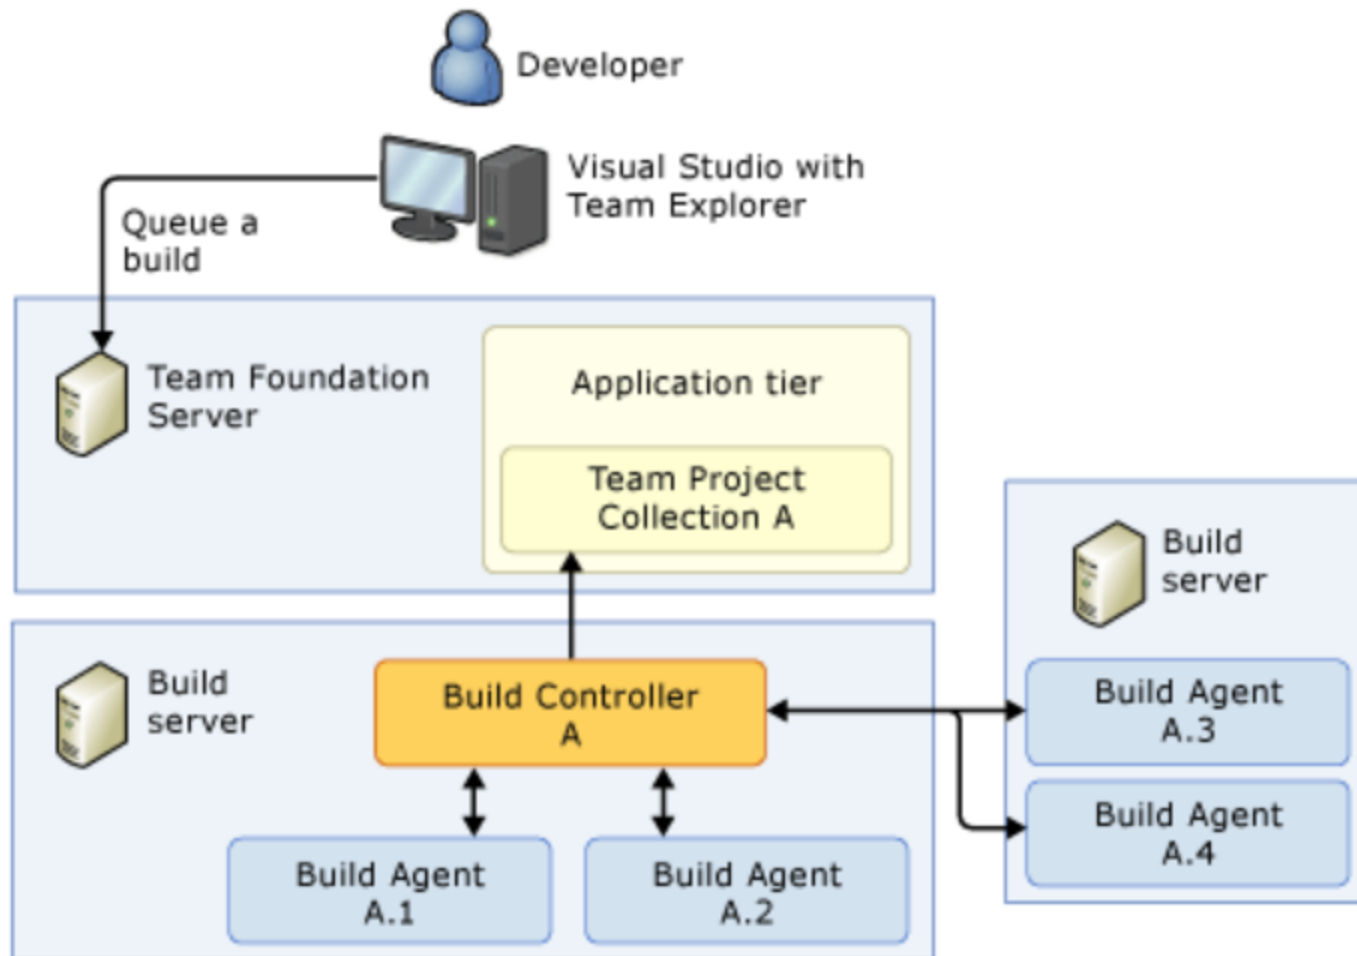 Developer
Visual Studio with
Team Explorer
Queue a
build
Team Foundation
Server
Application tier
Team Project
Collection A
Build
server
Build
server
Build Controller
A
Build Agent
A.3
Build Agent
A.4
Build Agent
A.1
Build Agent
A.2